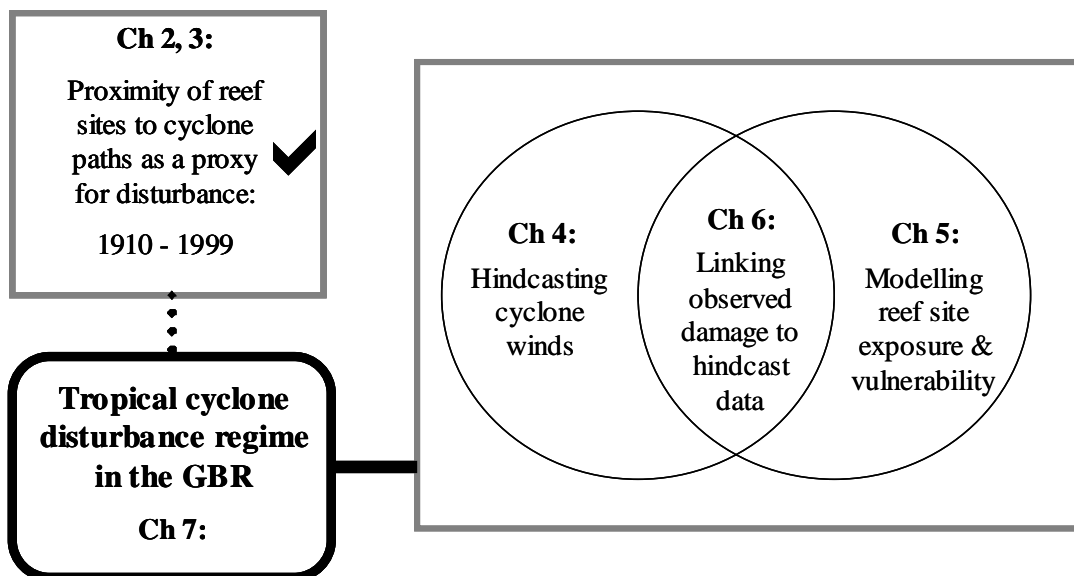 Ch 2, 3:
Proximity of reef
sites to cyclone
paths as a proxy
for disturbance:
1910 - 1999
Tropical cyclone
disturbance regime
in the GBR
Ch 7:
Ch 4:
Hindcasting
cyclone
winds
Ch 6:
Linking
observed
damage to
hindcast
data
Ch 5:
Modelling
reef site
exposure &
vulnerability